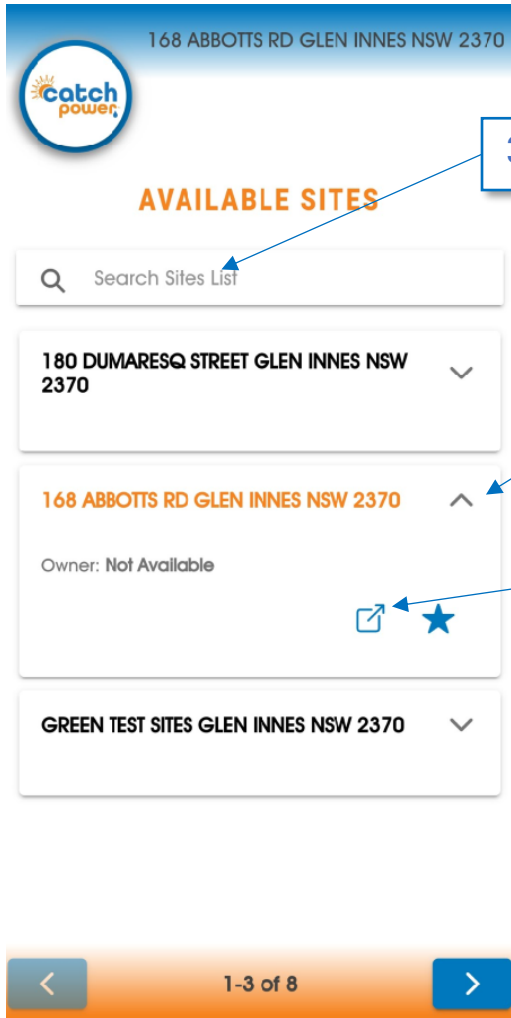 168 ABBOTTS RD GLEN INNES NSW 2370
catch
power
AVAILABLE SITES
Search Sites List
180 DUMARESQ STREET GLEN INNES NSW
2370
168 ABBOTTS RD GLEN INNES NSW 2370
Owner: Not Available
GREEN TEST SITES GLEN INNES NSW 2370
1-3 of 8